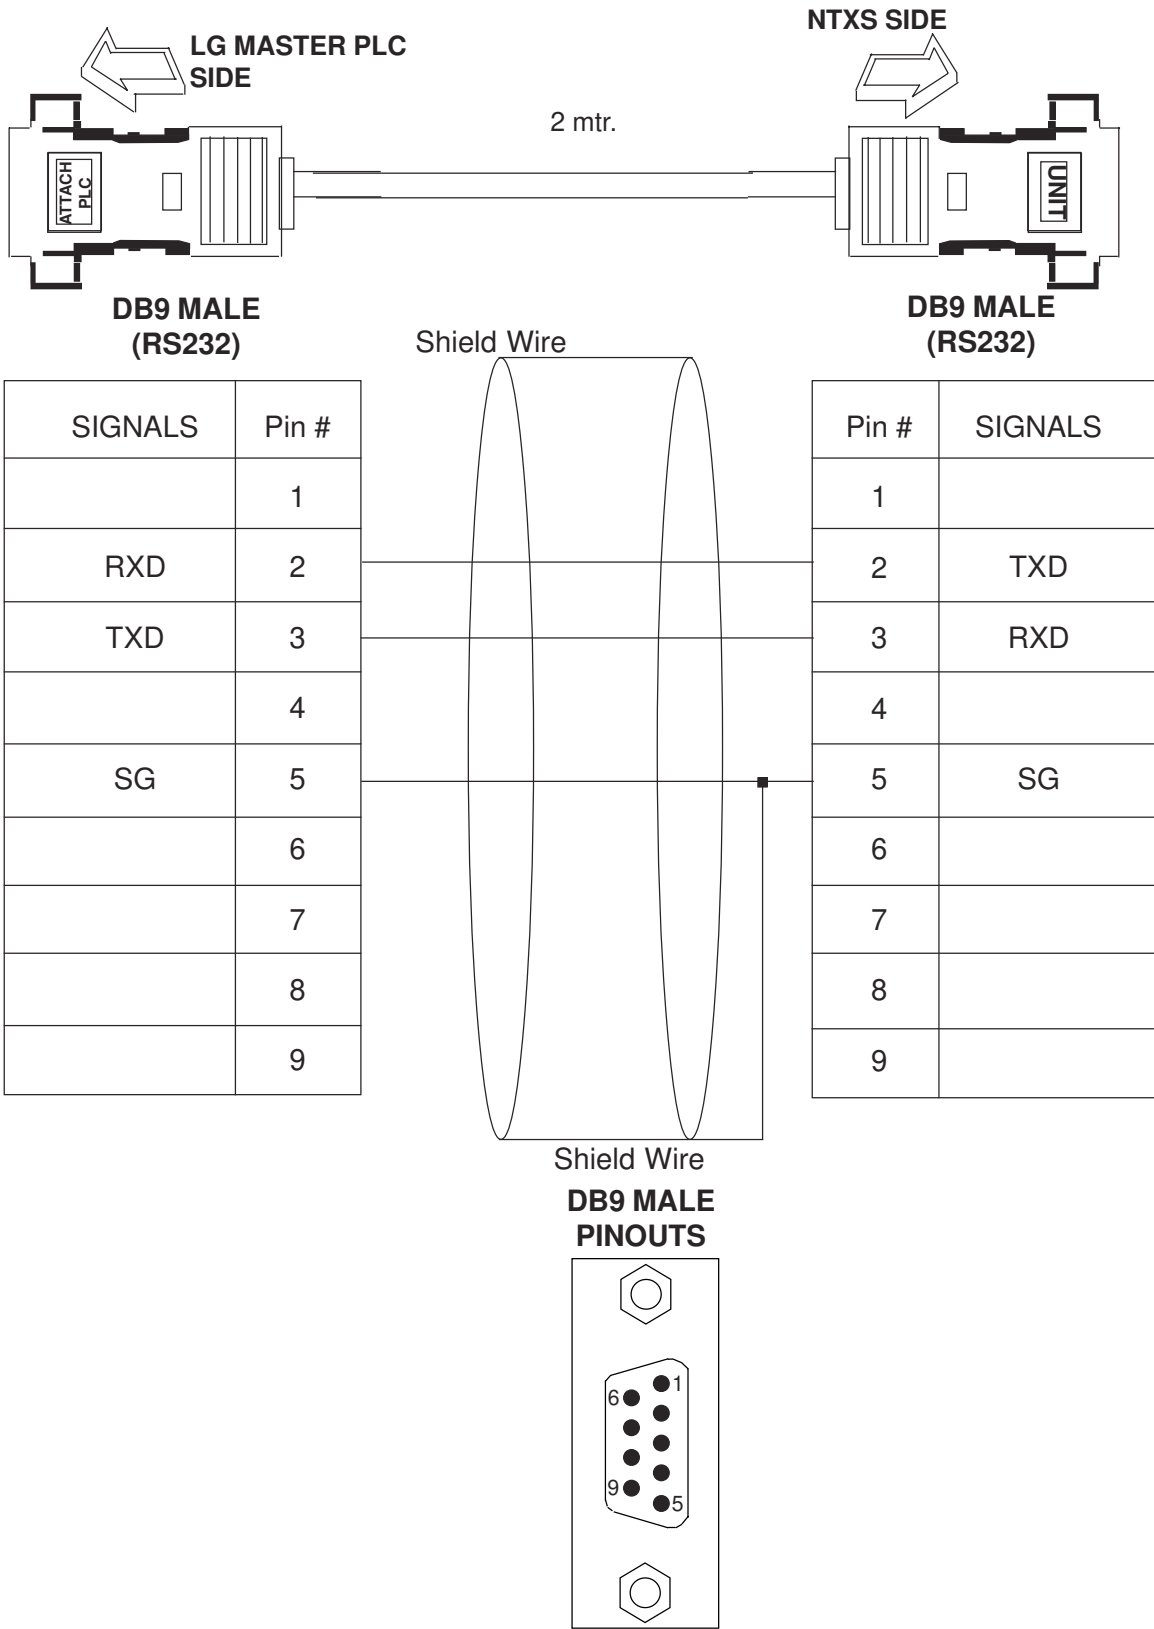 NTXS SIDE
LG MASTER PLC
SIDE
2 mtr.
ATTACH
PLC
UNIT
DB9 MALE
(RS232)
DB9 MALE
(RS232)
Shield Wire
SIGNALS Pin #
1
RXD 2
TXD 3
4
SG 5
6
7
8
9
Pin # SIGNALS
1
2 TXD
3 RXD
4
5 SG
6
7
8
9
Shield Wire
DB9 MALE
PINOUTS
1
6
9
5